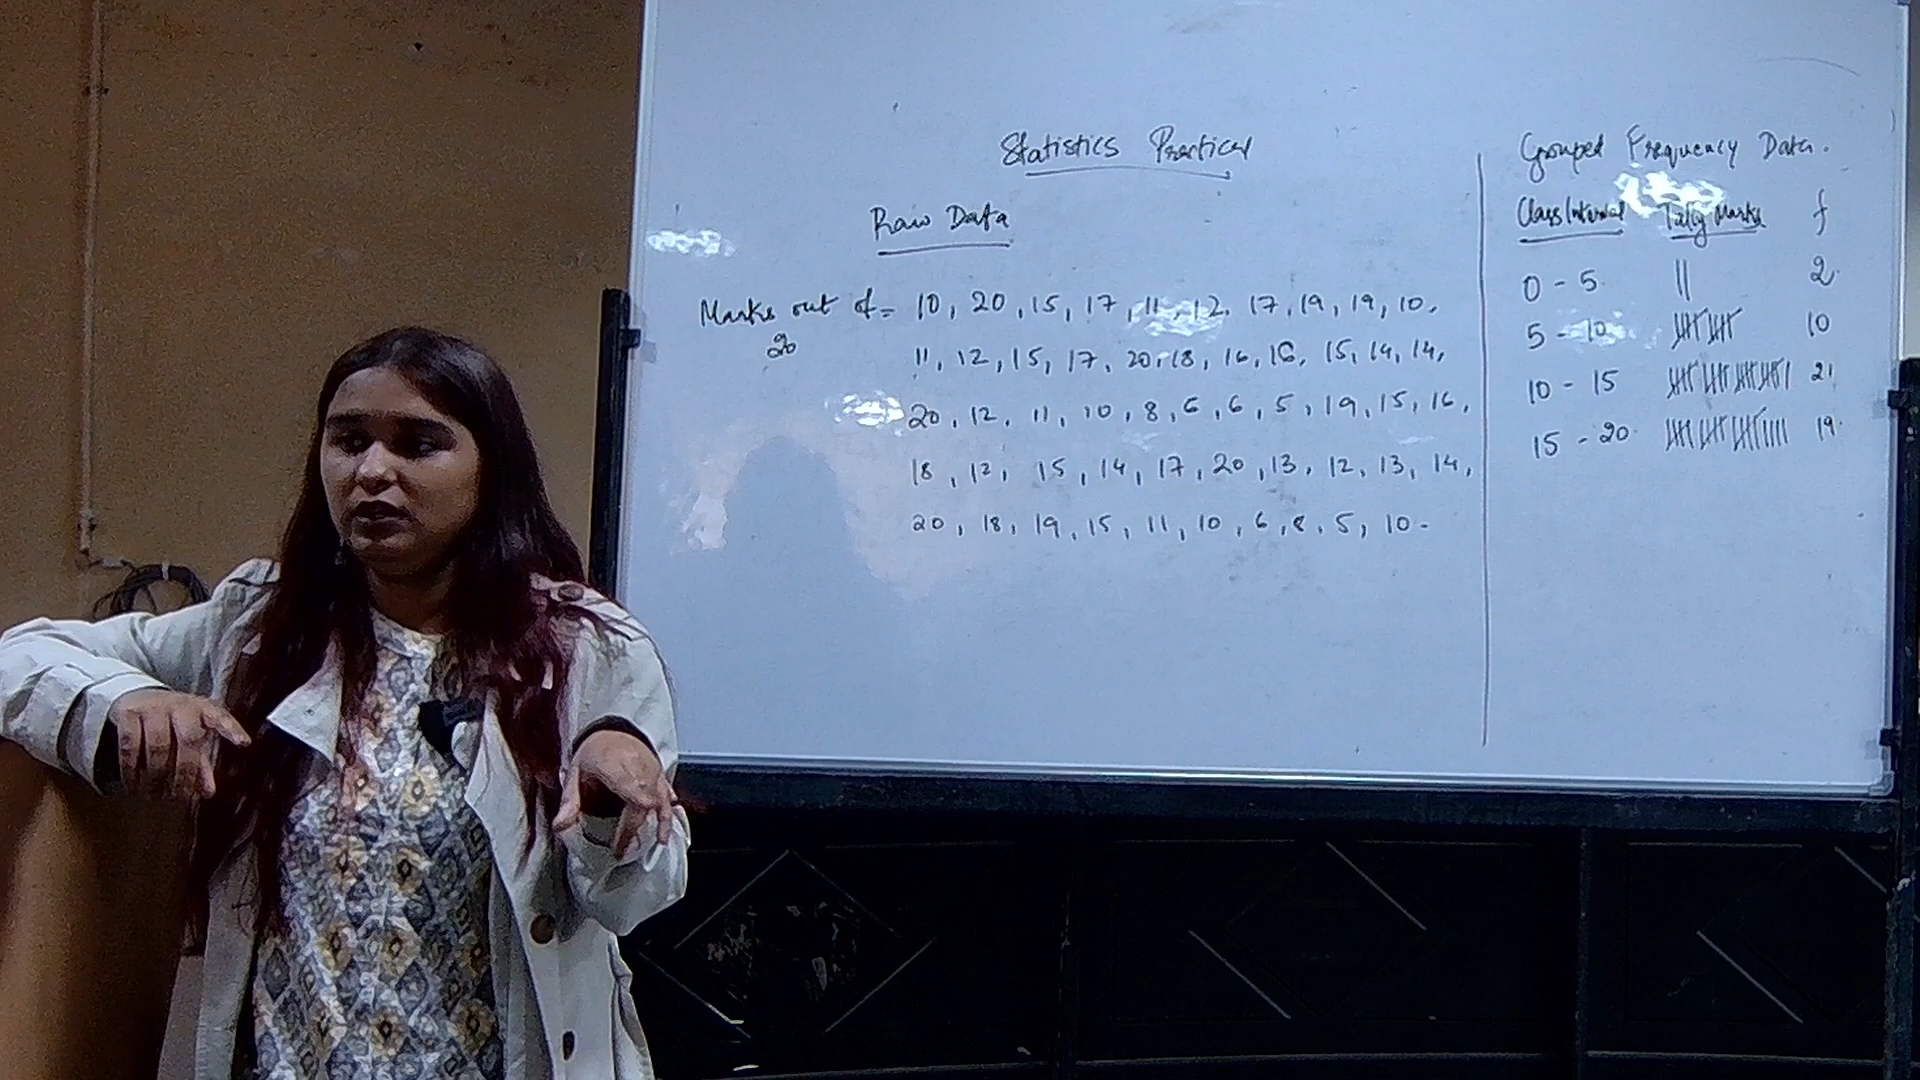 Statistics Practical
Raw Data
Marks out of = 10, 20, 15, 17, 11, 12, 17, 19, 19, 10,
20
11, 12, 15, 17, 20, 18, 16, 16, 15, 14, 14,
20, 12, 11, 10, 8, 6, 6, 5, 19, 15, 16,
18, 12, 15, 14, 17, 20, 13, 12, 13, 14,
20, 18, 19, 15, 11, 10, 6, 8, 5, 10.
Grouped Frequency Data.
Class Interval Tally Marks f
0 - 5 || 2
5 - 10 10
10 - 15 21
15 - 20 19